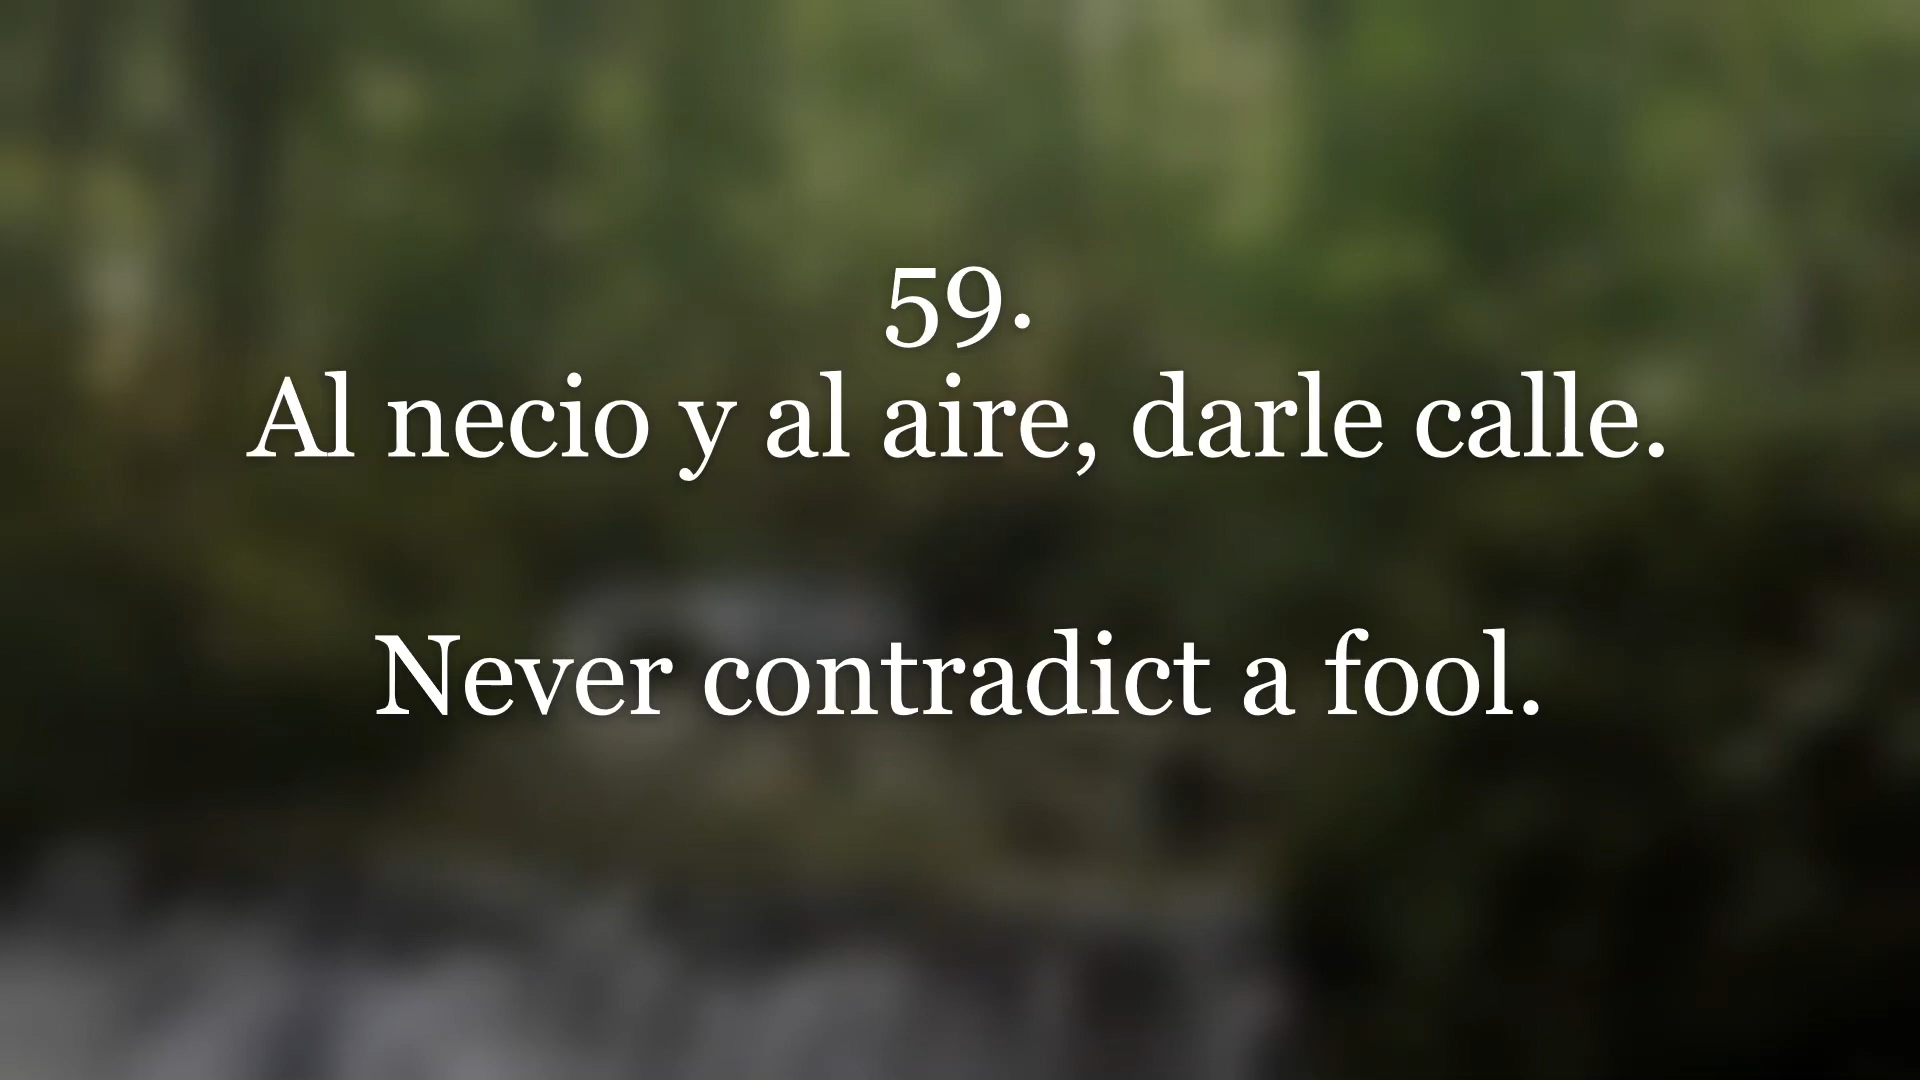 59.
Al necio y al aire, darle calle.
Never contradict a fool.